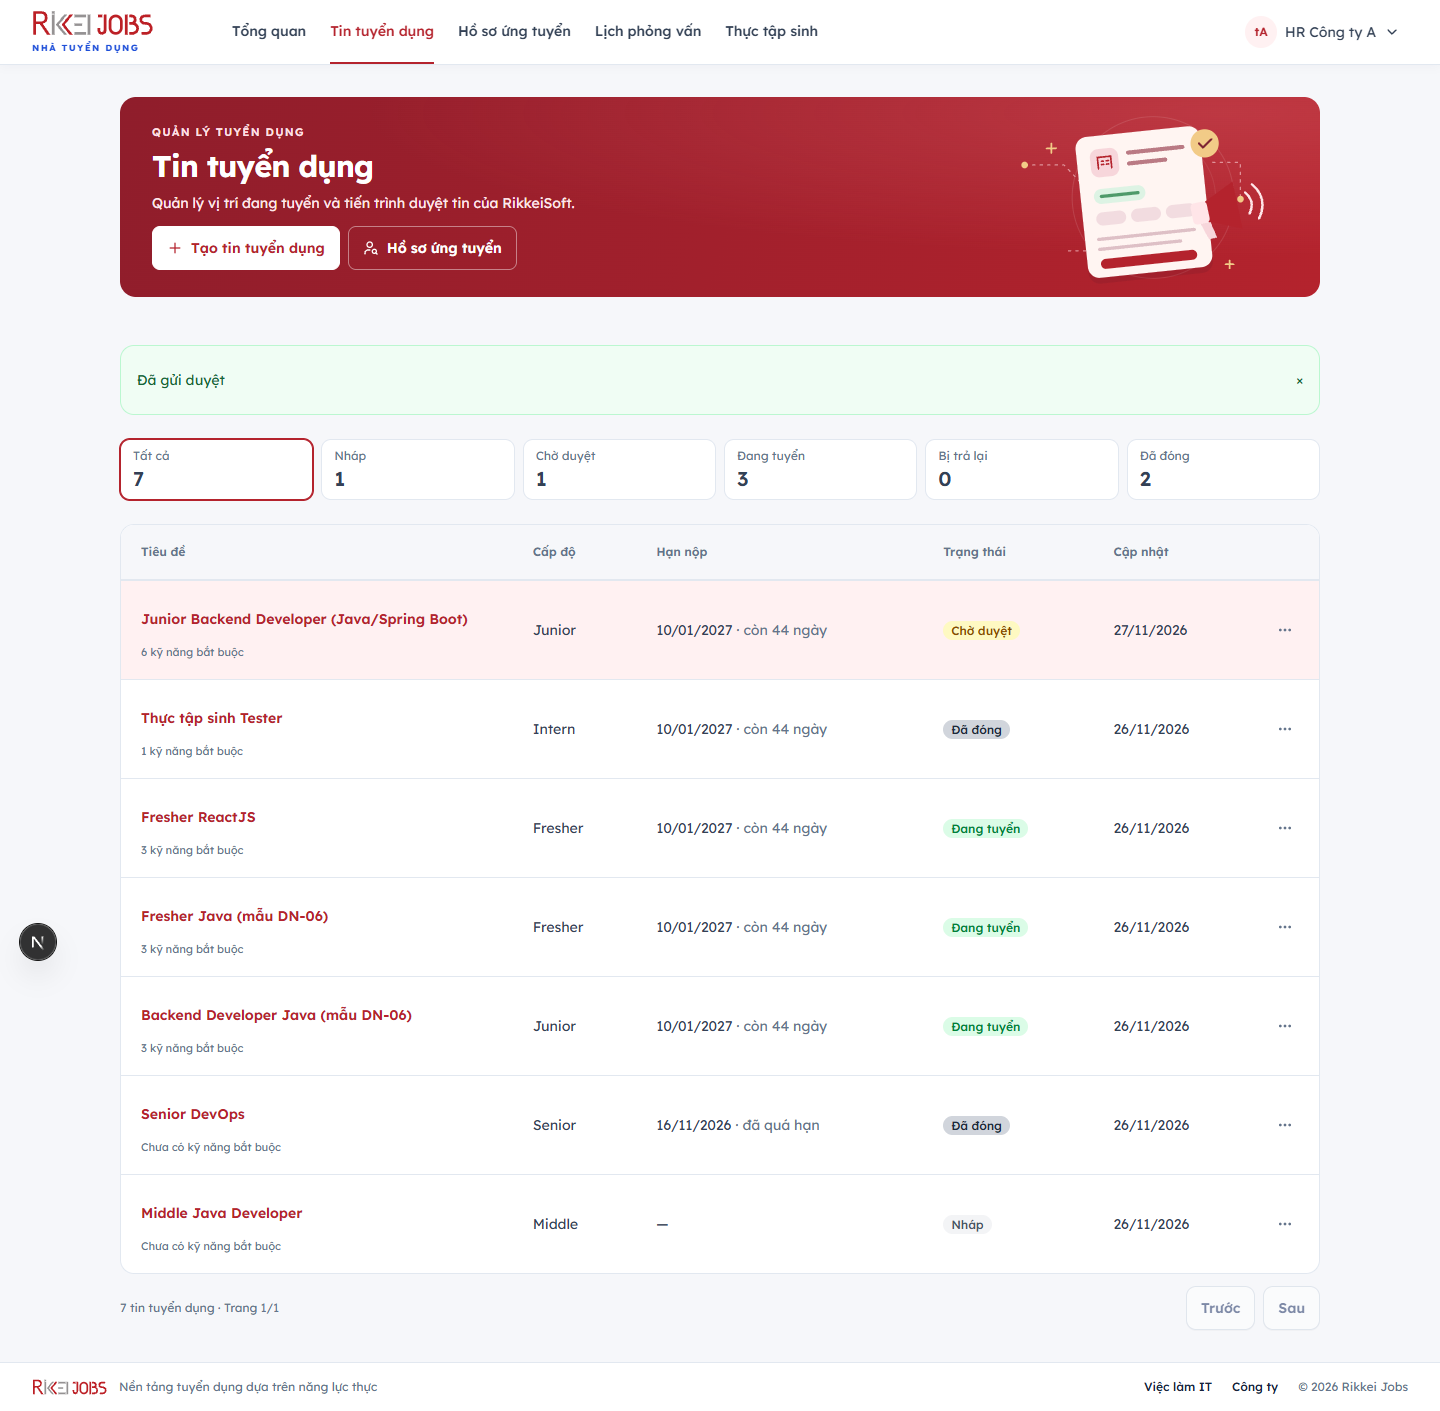 RIKKEI JOBS
NHÀ TUYỂN DỤNG
Tổng quan
Tin tuyển dụng
Hồ sơ ứng tuyển
Lịch phỏng vấn
Thực tập sinh
tA
HR Công ty A
QUẢN LÝ TUYỂN DỤNG
Tin tuyển dụng
Quản lý vị trí đang tuyển và tiến trình duyệt tin của RikkeiSoft.
+ Tạo tin tuyển dụng
Hồ sơ ứng tuyển
Đã gửi duyệt
×
Tất cả
7
Nháp
1
Chờ duyệt
1
Đang tuyển
3
Bị trả lại
0
Đã đóng
2
Tiêu đề Cấp độ Hạn nộp Trạng thái Cập nhật
Junior Backend Developer (Java/Spring Boot)
6 kỹ năng bắt buộc
Junior 10/01/2027 · còn 44 ngày Chờ duyệt 27/11/2026 ···
Thực tập sinh Tester
1 kỹ năng bắt buộc
Intern 10/01/2027 · còn 44 ngày Đã đóng 26/11/2026 ···
Fresher ReactJS
3 kỹ năng bắt buộc
Fresher 10/01/2027 · còn 44 ngày Đang tuyển 26/11/2026 ···
Fresher Java (mẫu DN-06)
3 kỹ năng bắt buộc
Fresher 10/01/2027 · còn 44 ngày Đang tuyển 26/11/2026 ···
Backend Developer Java (mẫu DN-06)
3 kỹ năng bắt buộc
Junior 10/01/2027 · còn 44 ngày Đang tuyển 26/11/2026 ···
Senior DevOps
Chưa có kỹ năng bắt buộc
Senior 16/11/2026 · đã quá hạn Đã đóng 26/11/2026 ···
Middle Java Developer
Chưa có kỹ năng bắt buộc
Middle — Nháp 26/11/2026 ···
N
7 tin tuyển dụng · Trang 1/1
Trước
Sau
RIKKEI JOBS
Nền tảng tuyển dụng dựa trên năng lực thực
Việc làm IT
Công ty
© 2026 Rikkei Jobs